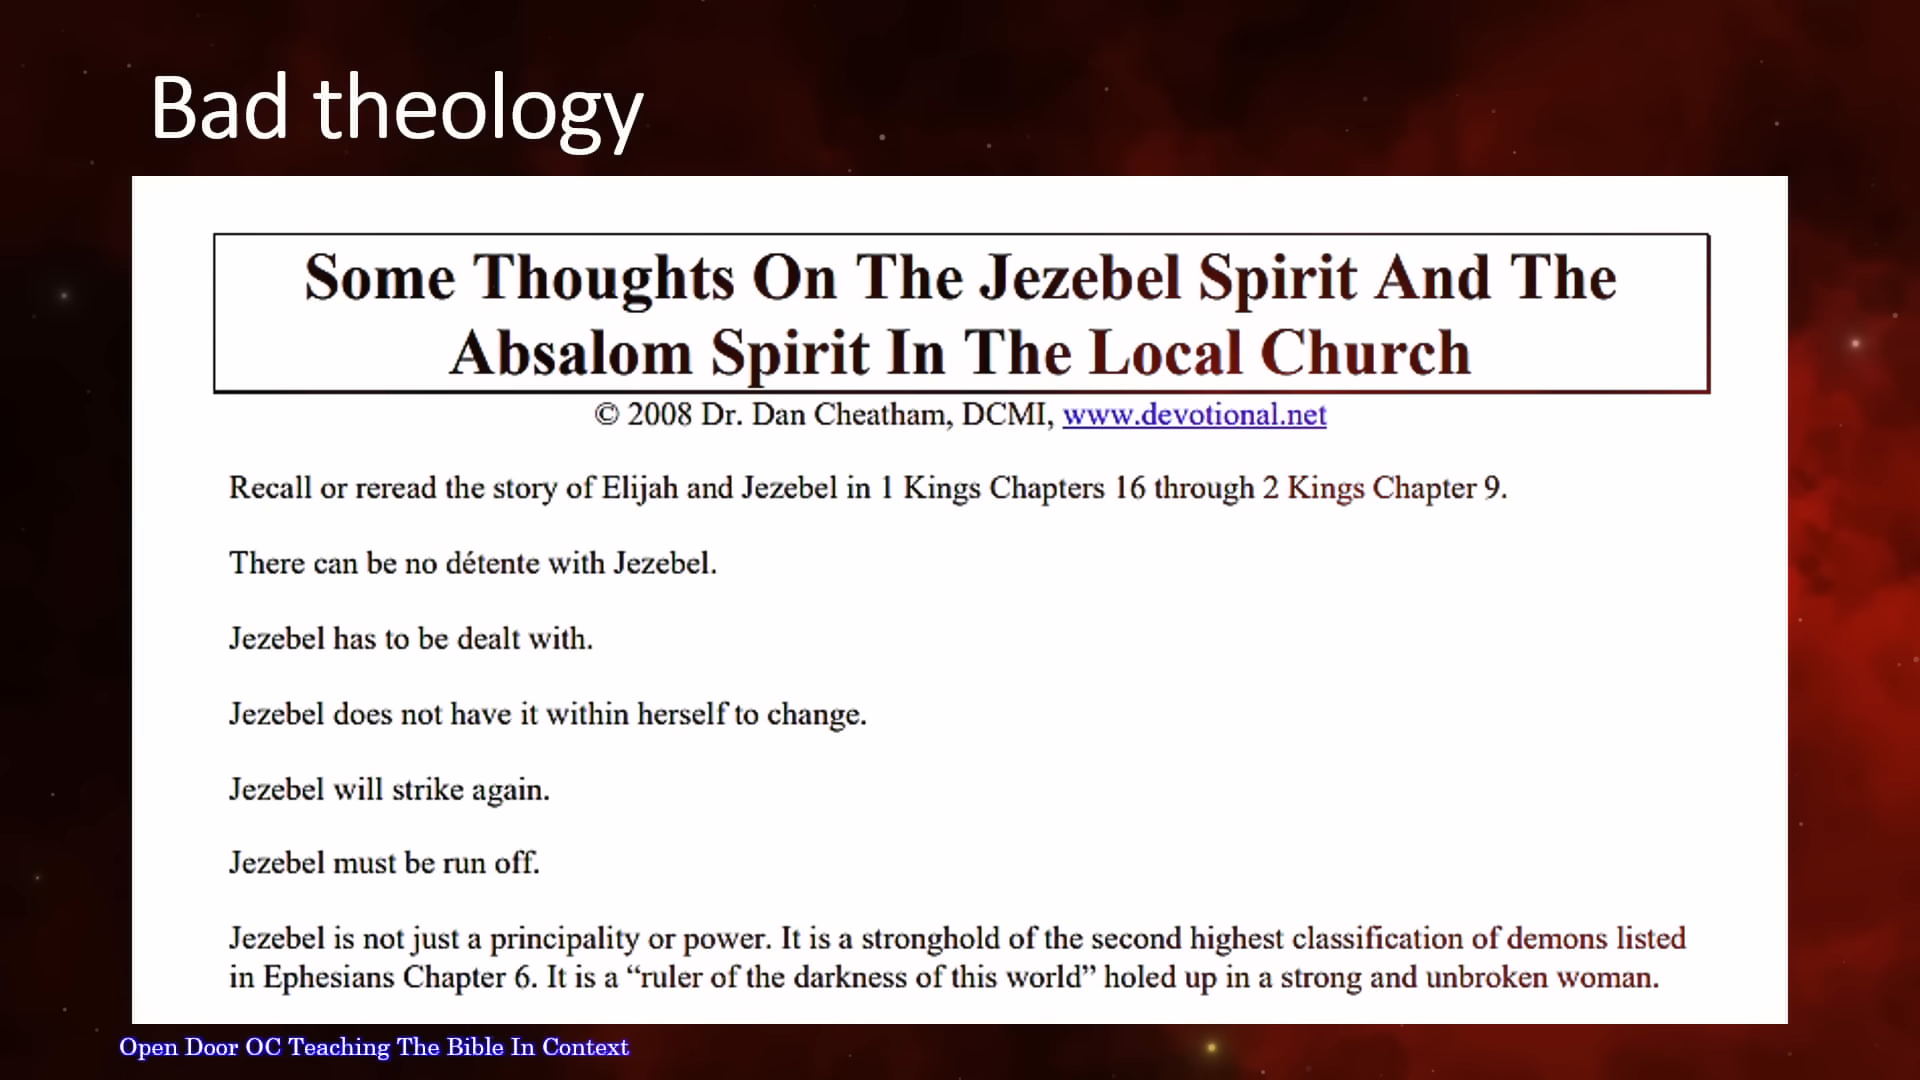 Bad theology
Some Thoughts On The Jezebel Spirit And The
Absalom Spirit In The Local Church
© 2008 Dr. Dan Cheatham, DCMI, www.devotional.net
Recall or reread the story of Elijah and Jezebel in 1 Kings Chapters 16 through 2 Kings Chapter 9.
There can be no détente with Jezebel.
Jezebel has to be dealt with.
Jezebel does not have it within herself to change.
Jezebel will strike again.
Jezebel must be run off.
Jezebel is not just a principality or power. It is a stronghold of the second highest classification of demons listed
in Ephesians Chapter 6. It is a “ruler of the darkness of this world” holed up in a strong and unbroken woman.
Open Door OC Teaching The Bible In Context